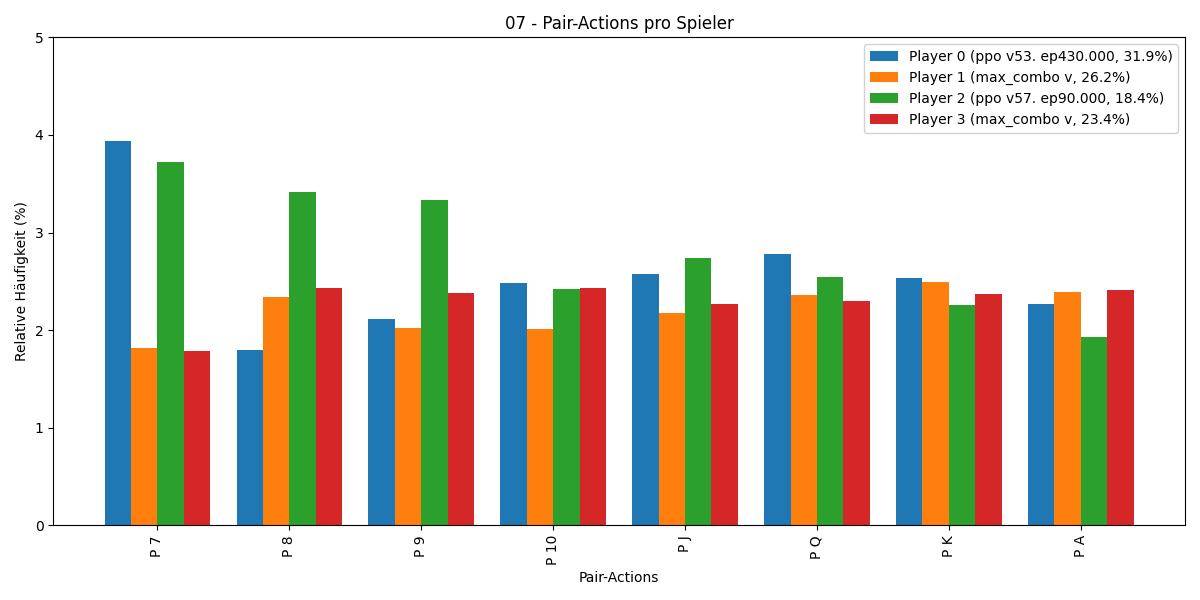 07 - Pair-Actions pro Spieler
Player 0 (ppo v53. ep430.000, 31.9%)
Player 1 (max_combo v, 26.2%)
Player 2 (ppo v57. ep90.000, 18.4%)
Player 3 (max_combo v, 23.4%)
Relative Häufigkeit (%)
5
4
3
2
1
0
P 7
P 8
P 9
P 10
P J
P Q
P K
P A
Pair-Actions